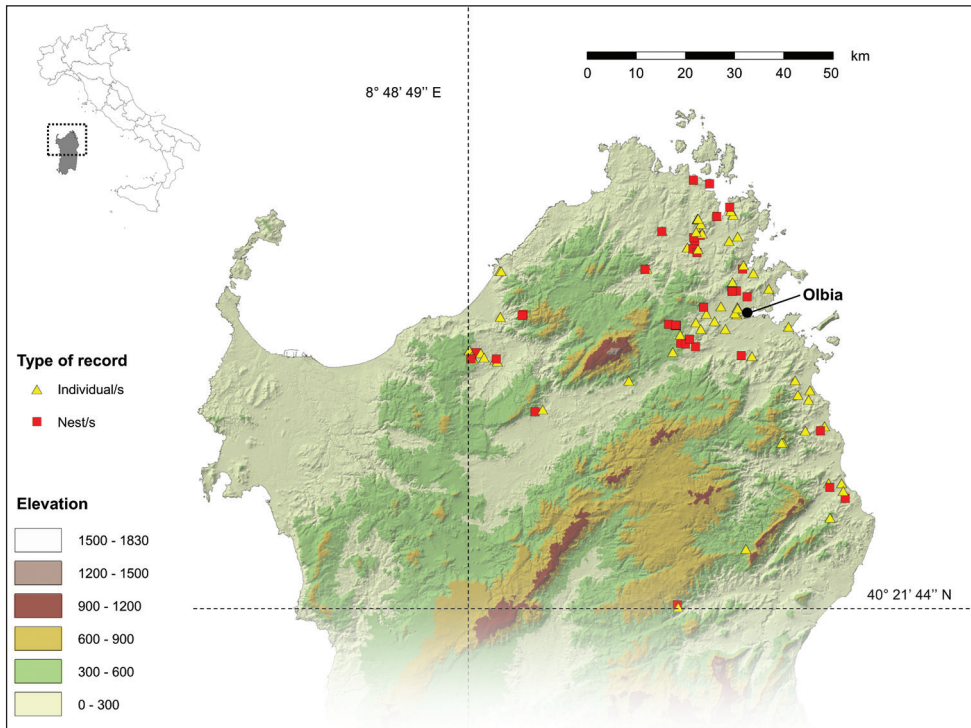 km
0 10 20 30 40 50
8° 48' 49'' E
Olbia
Type of record
Individual/s
Nest/s
Elevation
1500 - 1830
1200 - 1500
900 - 1200
600 - 900
300 - 600
0 - 300
40° 21' 44'' N